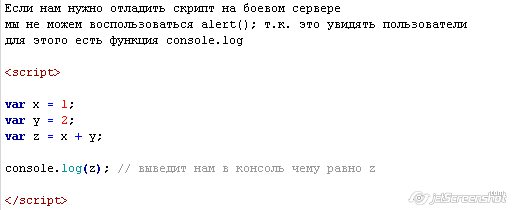 Если нам нужно отладить скрипт на боевом сервере
мы не можем воспользоваться alert(); т.к. это увидять пользователи
для этого есть функция console.log
<script>
var x = 1;
var y = 2;
var z = x + y;
console.log(z); // выведит нам в консоль чему равно z
</script>
jetScreenshot